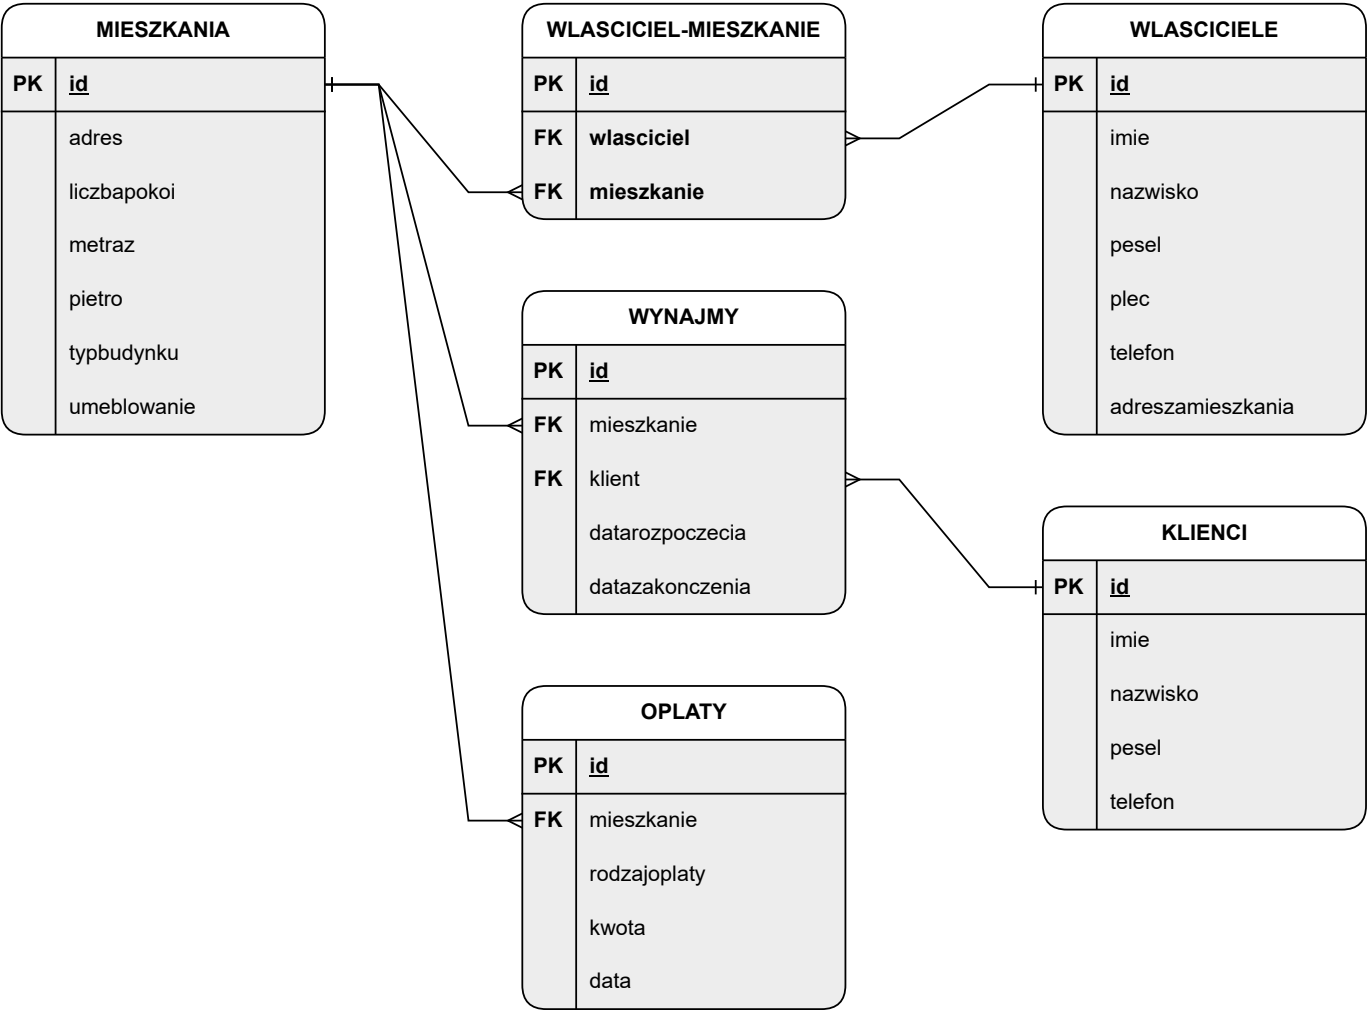 MIESZKANIA
PK id
adres
liczbapokoi
metraz
pietro
typbudynku
umeblowanie
WLASCICIEL-MIESZKANIE
PK id
FK wlasciciel
FK mieszkanie
WLASCICIELE
PK id
imie
nazwisko
pesel
plec
telefon
adreszamieszkania
WYNAJMY
PK id
FK mieszkanie
FK klient
datarozpoczecia
datazakonczenia
KLIENCI
PK id
imie
nazwisko
pesel
telefon
OPLATY
PK id
FK mieszkanie
rodzajoplaty
kwota
data